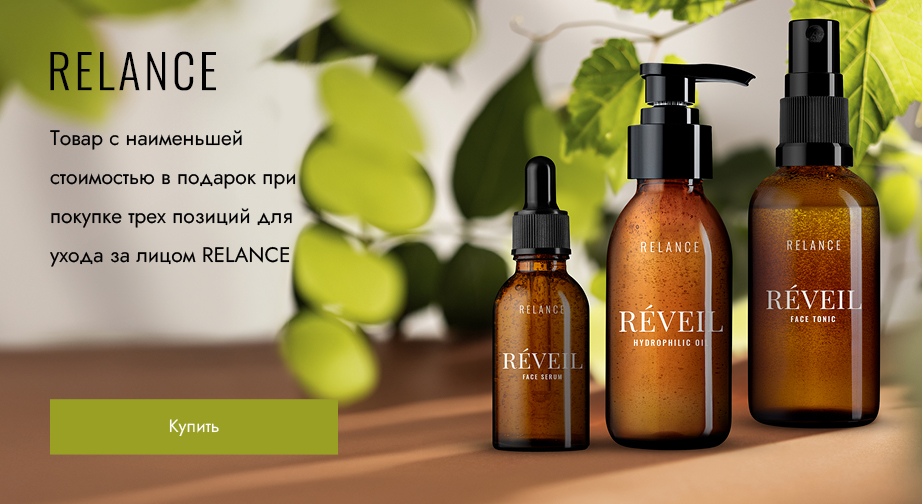 RELANCE
Товар с наименьшей
стоимостью в подарок при
покупке трех позиций для
ухода за лицом RELANCE
Купить
RELANCE
RÉVEIL
FACE SERUM
RELANCE
RÉVEIL
HYDROPHILIC OIL
RELANCE
RÉVEIL
FACE TONIC